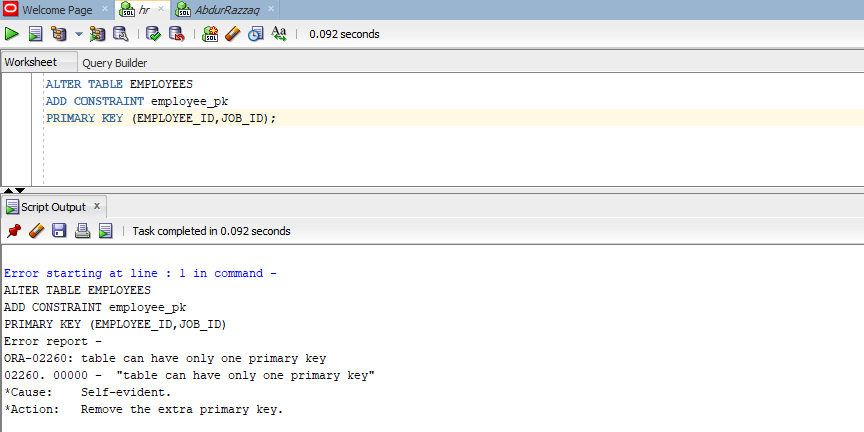 Welcome Page
hr
AbdurRazzaq
0.092 seconds
Worksheet
Query Builder
ALTER TABLE EMPLOYEES
ADD CONSTRAINT employee_pk
PRIMARY KEY (EMPLOYEE_ID,JOB_ID);
Script Output
Task completed in 0.092 seconds
Error starting at line : 1 in command -
ALTER TABLE EMPLOYEES
ADD CONSTRAINT employee_pk
PRIMARY KEY (EMPLOYEE_ID,JOB_ID)
Error report -
ORA-02260: table can have only one primary key
02260. 00000 -  "table can have only one primary key"
*Cause:    Self-evident.
*Action:   Remove the extra primary key.